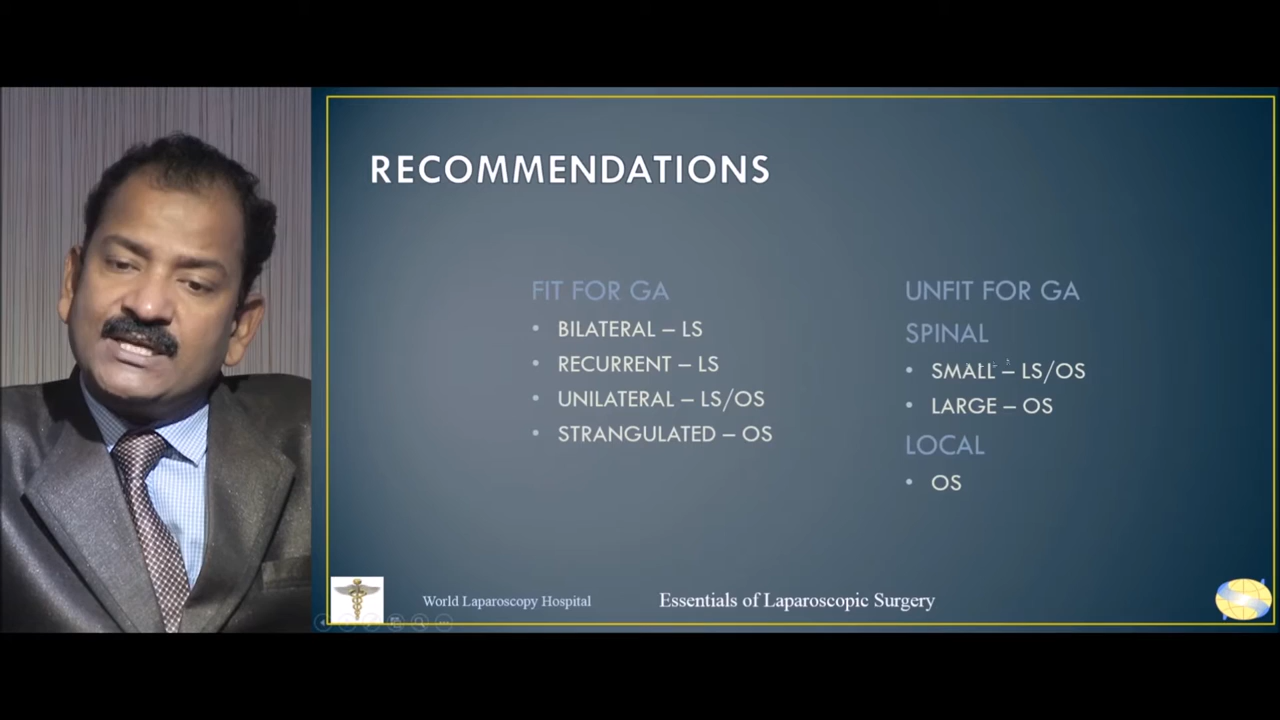 RECOMMENDATIONS
FIT FOR GA
• BILATERAL – LS
• RECURRENT – LS
• UNILATERAL – LS/OS
• STRANGULATED – OS
UNFIT FOR GA
SPINAL
• SMALL – LS/OS
• LARGE – OS
LOCAL
• OS
World Laparoscopy Hospital
Essentials of Laparoscopic Surgery